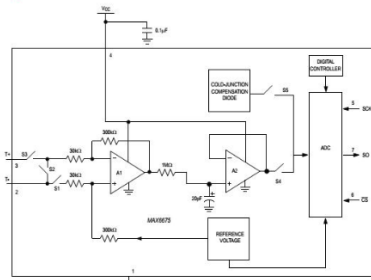 Vcc
0.1µF
4
DIGITAL
CONTROLLER
COLD-JUNCTION
COMPENSATION
DIODE
S5
300kΩ
5
SCK
T+
S3
30kΩ
A1
1MΩ
A2
ADC
7
SO
3
S2
T-
S1
30kΩ
S4
2
20pF
6
CS
MAX6675
300kΩ
REFERENCE
VOLTAGE
1